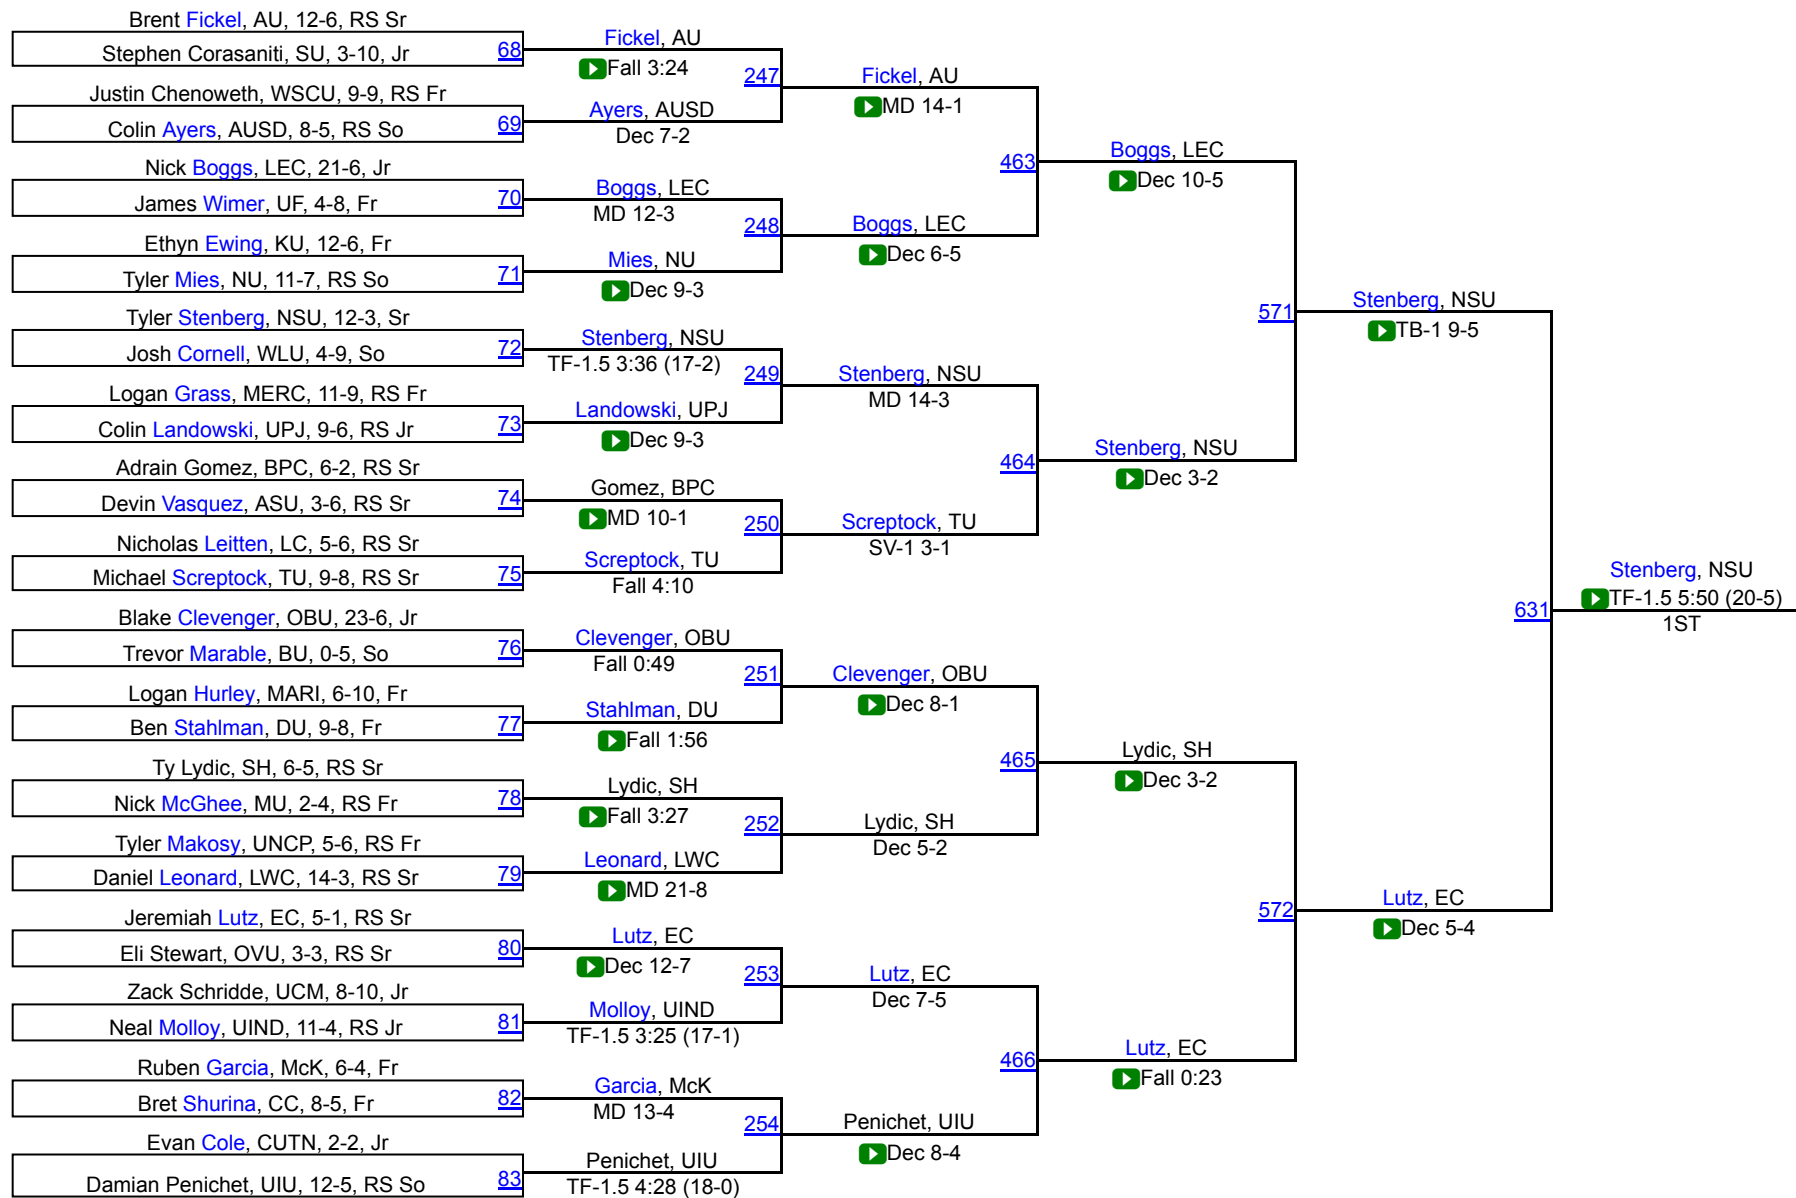 Brent Fickel, AU, 12-6, RS Sr
Stephen Corasaniti, SU, 3-10, Jr
68
Justin Chenoweth, WSCU, 9-9, RS Fr
Colin Ayers, AUSD, 8-5, RS So
69
Nick Boggs, LEC, 21-6, Jr
James Wimer, UF, 4-8, Fr
70
Ethyn Ewing, KU, 12-6, Fr
Tyler Mies, NU, 11-7, RS So
71
Tyler Stenberg, NSU, 12-3, Sr
Josh Cornell, WLU, 4-9, So
72
Logan Grass, MERC, 11-9, RS Fr
Colin Landowski, UPJ, 9-6, RS Jr
73
Adrain Gomez, BPC, 6-2, RS Sr
Devin Vasquez, ASU, 3-6, RS Sr
74
Nicholas Leitten, LC, 5-6, RS Sr
Michael Screptock, TU, 9-8, RS Sr
75
Blake Clevenger, OBU, 23-6, Jr
Trevor Marable, BU, 0-5, So
76
Logan Hurley, MARI, 6-10, Fr
Ben Stahlman, DU, 9-8, Fr
77
Ty Lydic, SH, 6-5, RS Sr
Nick McGhee, MU, 2-4, RS Fr
78
Tyler Makosy, UNCP, 5-6, RS Fr
Daniel Leonard, LWC, 14-3, RS Sr
79
Jeremiah Lutz, EC, 5-1, RS Sr
Eli Stewart, OVU, 3-3, RS Sr
80
Zack Schridde, UCM, 8-10, Jr
Neal Molloy, UIND, 11-4, RS Jr
81
Ruben Garcia, McK, 6-4, Fr
Bret Shurina, CC, 8-5, Fr
82
Evan Cole, CUTN, 2-2, Jr
Damian Penichet, UIU, 12-5, RS So
83
Fickel, AU
Fall 3:24
247
Ayers, AUSD
Dec 7-2
Boggs, LEC
MD 12-3
248
Mies, NU
Dec 9-3
Stenberg, NSU
TF-1.5 3:36 (17-2)
249
Landowski, UPJ
Dec 9-3
Gomez, BPC
MD 10-1
250
Screptock, TU
Fall 4:10
Clevenger, OBU
Fall 0:49
251
Stahlman, DU
Fall 1:56
Lydic, SH
Fall 3:27
252
Leonard, LWC
MD 21-8
Lutz, EC
Dec 12-7
253
Molloy, UIND
TF-1.5 3:25 (17-1)
Garcia, McK
MD 13-4
254
Penichet, UIU
TF-1.5 4:28 (18-0)
Fickel, AU
MD 14-1
463
Boggs, LEC
Dec 6-5
Stenberg, NSU
MD 14-3
464
Screptock, TU
SV-1 3-1
Clevenger, OBU
Dec 8-1
465
Lydic, SH
Dec 5-2
Lutz, EC
Dec 7-5
466
Penichet, UIU
Dec 8-4
Boggs, LEC
Dec 10-5
571
Stenberg, NSU
Dec 3-2
Lydic, SH
Dec 3-2
572
Lutz, EC
Fall 0:23
Stenberg, NSU
TB-1 9-5
631
Lutz, EC
Dec 5-4
Stenberg, NSU
TF-1.5 5:50 (20-5)
1ST